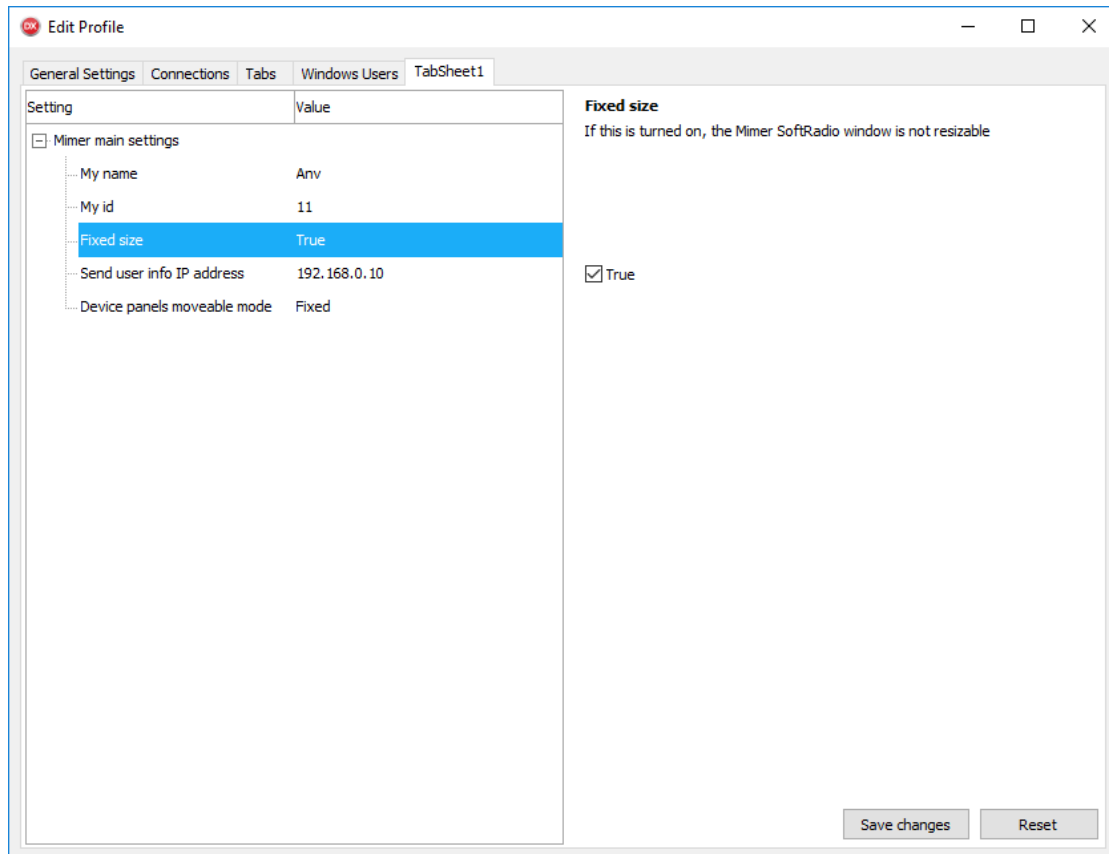 DX Edit Profile
General Settings Connections Tabs Windows Users TabSheet1
Setting Value
Mimer main settings
My name Anv
My id 11
Fixed size True
Send user info IP address 192.168.0.10
Device panels moveable mode Fixed
Fixed size
If this is turned on, the Mimer SoftRadio window is not resizable
True
Save changes Reset